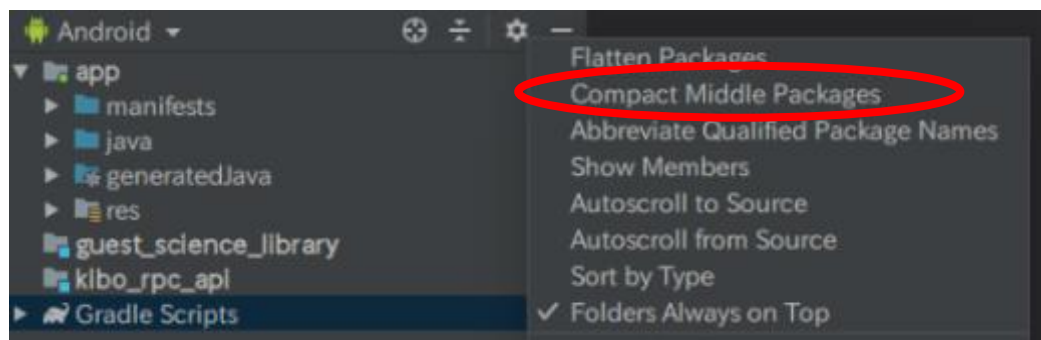 Android
app
manifests
java
generatedJava
res
guest_science_library
kibo_rpc_api
Gradle Scripts
Flatten Packages
Compact Middle Packages
Abbreviate Qualified Package Names
Show Members
Autoscroll to Source
Autoscroll from Source
Sort by Type
Folders Always on Top